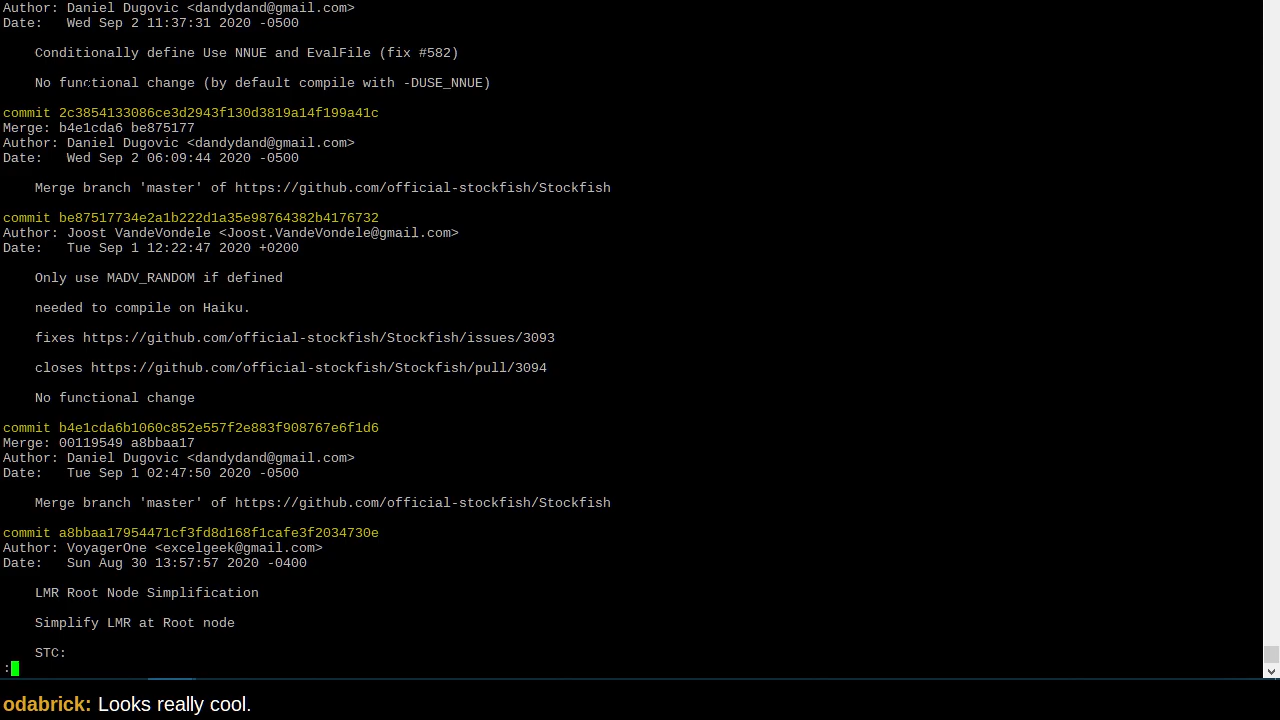 Author: Daniel Dugovic <dandydand@gmail.com>
Date:   Wed Sep 2 11:37:31 2020 -0500
Conditionally define Use NNUE and EvalFile (fix #582)
No functional change (by default compile with -DUSE_NNUE)
commit 2c3854133086ce3d2943f130d3819a14f199a41c
Merge: b4e1cda6 be875177
Author: Daniel Dugovic <dandydand@gmail.com>
Date:   Wed Sep 2 06:09:44 2020 -0500
Merge branch 'master' of https://github.com/official-stockfish/Stockfish
commit be87517734e2a1b222d1a35e98764382b4176732
Author: Joost VandeVondele <Joost.VandeVondele@gmail.com>
Date:   Tue Sep 1 12:22:47 2020 +0200
Only use MADV_RANDOM if defined
needed to compile on Haiku.
fixes https://github.com/official-stockfish/Stockfish/issues/3093
closes https://github.com/official-stockfish/Stockfish/pull/3094
No functional change
commit b4e1cda6b1060c852e557f2e883f908767e6f1d6
Merge: 00119549 a8bbaa17
Author: Daniel Dugovic <dandydand@gmail.com>
Date:   Tue Sep 1 02:47:50 2020 -0500
Merge branch 'master' of https://github.com/official-stockfish/Stockfish
commit a8bbaa17954471cf3fd8d168f1cafe3f2034730e
Author: VoyagerOne <excelgeek@gmail.com>
Date:   Sun Aug 30 13:57:57 2020 -0400
LMR Root Node Simplification
Simplify LMR at Root node
STC:
:
odabrick: Looks really cool.